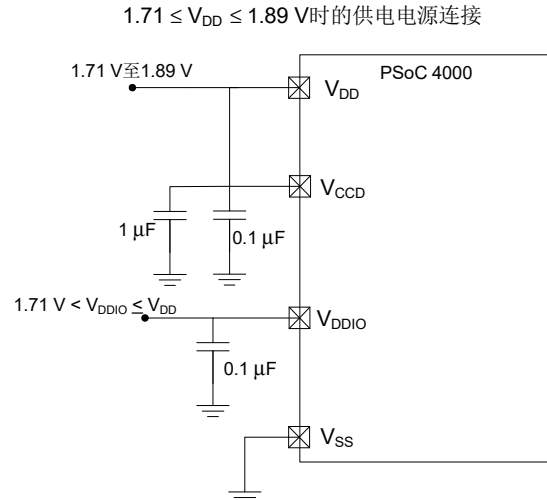 1.71 ≤ VDD ≤ 1.89 V时的供电电源连接
1.71 V至1.89 V
PSoC 4000
VDD
VCCD
1 μF
0.1 μF
1.71 V < VDDIO ≤ VDD
VDDIO
0.1 μF
VSS